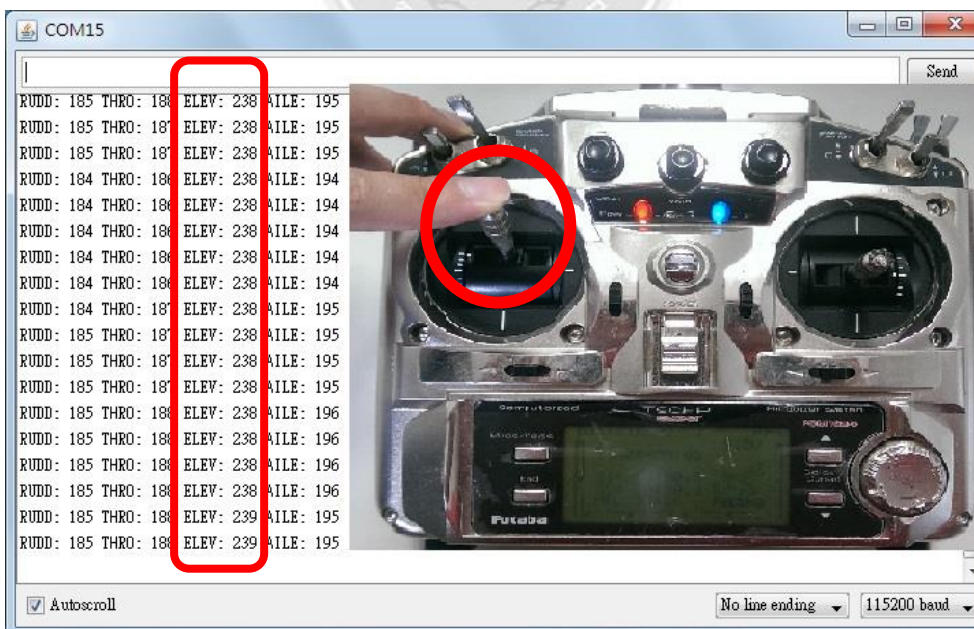 COM15
Send
RUDD: 185 THRO: 188 ELEV: 238 AILE: 195
RUDD: 185 THRO: 187 ELEV: 238 AILE: 195
RUDD: 185 THRO: 187 ELEV: 238 AILE: 195
RUDD: 184 THRO: 186 ELEV: 238 AILE: 194
RUDD: 184 THRO: 186 ELEV: 238 AILE: 194
RUDD: 184 THRO: 186 ELEV: 238 AILE: 194
RUDD: 184 THRO: 186 ELEV: 238 AILE: 194
RUDD: 184 THRO: 186 ELEV: 238 AILE: 194
RUDD: 184 THRO: 187 ELEV: 238 AILE: 195
RUDD: 185 THRO: 187 ELEV: 238 AILE: 195
RUDD: 185 THRO: 187 ELEV: 238 AILE: 195
RUDD: 185 THRO: 187 ELEV: 238 AILE: 195
RUDD: 185 THRO: 188 ELEV: 238 AILE: 196
RUDD: 185 THRO: 188 ELEV: 238 AILE: 196
RUDD: 185 THRO: 188 ELEV: 238 AILE: 196
RUDD: 185 THRO: 188 ELEV: 238 AILE: 196
RUDD: 185 THRO: 188 ELEV: 239 AILE: 195
RUDD: 185 THRO: 188 ELEV: 239 AILE: 195
End
Futaba
Autoscroll
No line ending
115200 baud